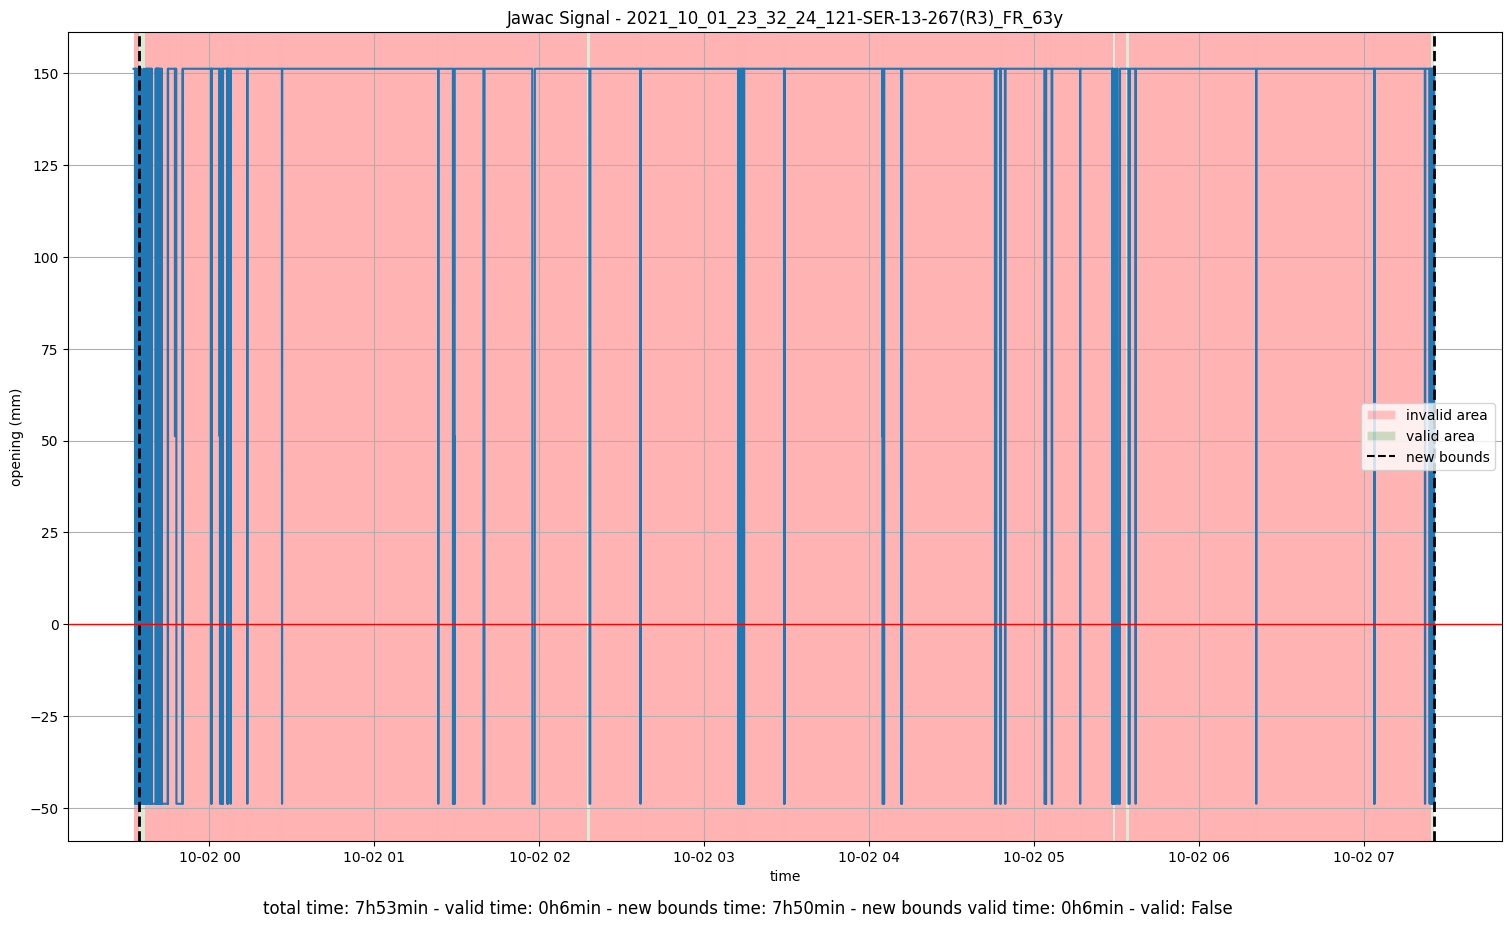 Jawac Signal - 2021_10_01_23_32_24_121-SER-13-267(R3)_FR_63y
opening (mm)
150
125
100
75
50
25
0
−25
−50
invalid area
valid area
new bounds
10-02 00
10-02 01
10-02 02
10-02 03
10-02 04
10-02 05
10-02 06
10-02 07
time
total time: 7h53min - valid time: 0h6min - new bounds time: 7h50min - new bounds valid time: 0h6min - valid: False